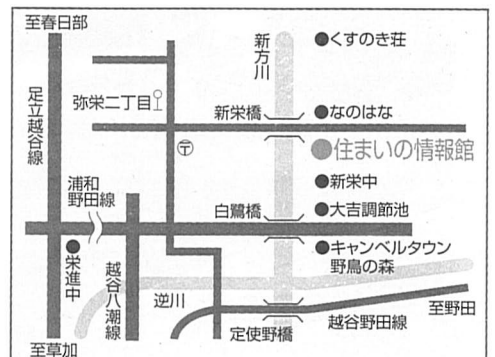 至春日部
足立越谷線
弥栄二丁目
〒
新方川
くすのき荘
新栄橋
なのはな
住まいの情報館
新栄中
浦和
野田線
白鷺橋
大吉調節池
キャンベルタウン
野鳥の森
栄進中
越谷八潮線
逆川
定使野橋
越谷野田線
至野田
至草加